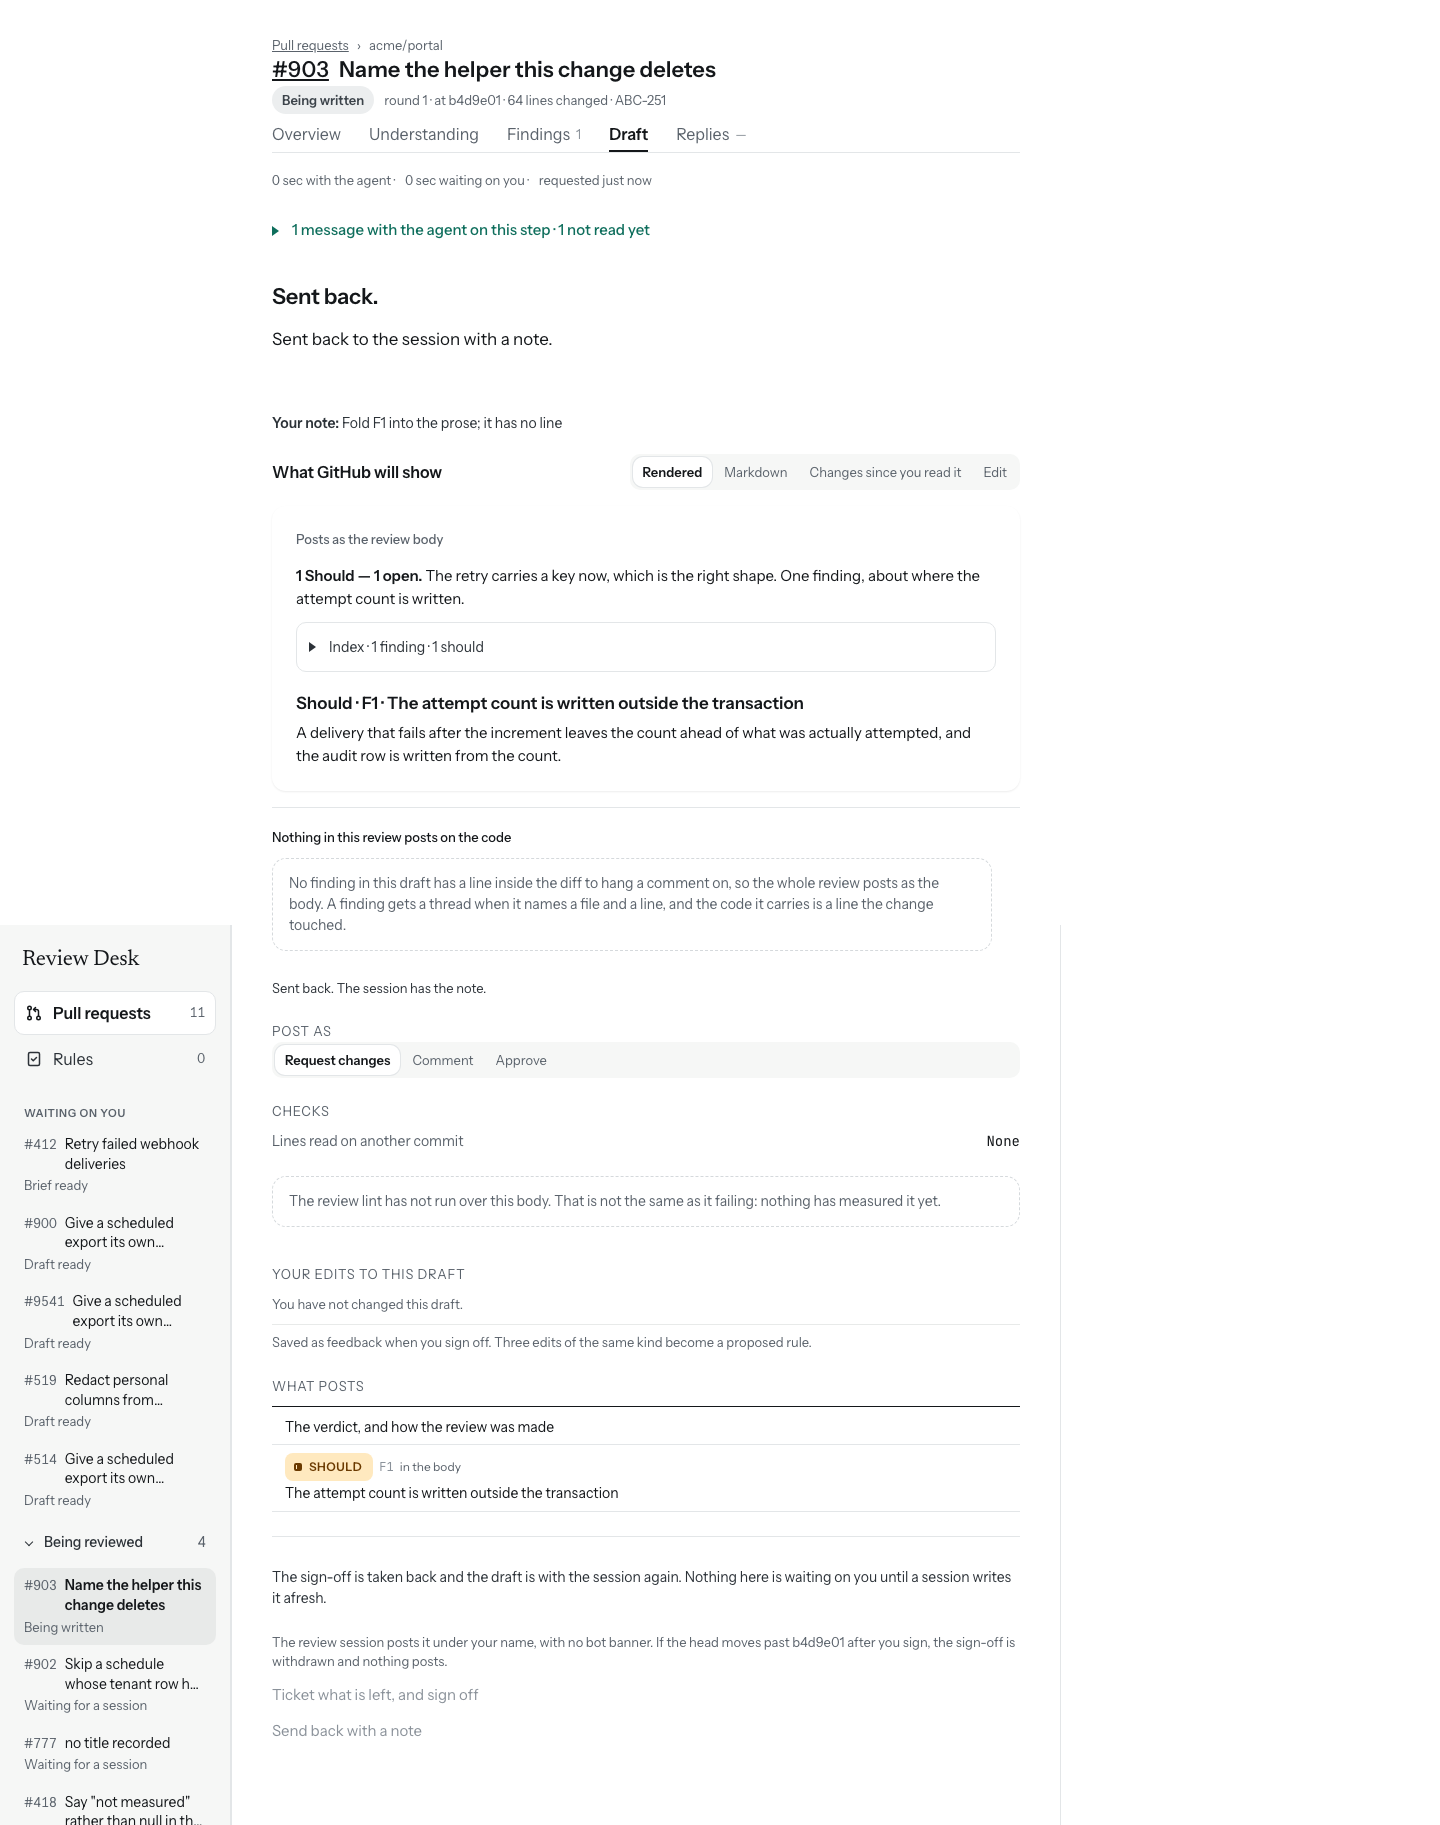 Pull requests › acme/portal
#903 Name the helper this change deletes
Being written round 1 · at b4d9e01 · 64 lines changed · ABC-251
Overview Understanding Findings 1 Draft Replies —
0 sec with the agent · 0 sec waiting on you · requested just now
1 message with the agent on this step · 1 not read yet
Sent back.
Sent back to the session with a note.
Your note: Fold F1 into the prose; it has no line
What GitHub will show
Rendered Markdown Changes since you read it Edit
Posts as the review body
1 Should — 1 open. The retry carries a key now, which is the right shape. One finding, about where the
attempt count is written.
Index · 1 finding · 1 should
Should · F1 · The attempt count is written outside the transaction
A delivery that fails after the increment leaves the count ahead of what was actually attempted, and
the audit row is written from the count.
Nothing in this review posts on the code
No finding in this draft has a line inside the diff to hang a comment on, so the whole review posts as the
body. A finding gets a thread when it names a file and a line, and the code it carries is a line the change
touched.
Sent back. The session has the note.
POST AS
Request changes Comment Approve
CHECKS
Lines read on another commit None
The review lint has not run over this body. That is not the same as it failing: nothing has measured it yet.
YOUR EDITS TO THIS DRAFT
You have not changed this draft.
Saved as feedback when you sign off. Three edits of the same kind become a proposed rule.
WHAT POSTS
The verdict, and how the review was made
SHOULD F1 in the body
The attempt count is written outside the transaction
The sign-off is taken back and the draft is with the session again. Nothing here is waiting on you until a session writes
it afresh.
The review session posts it under your name, with no bot banner. If the head moves past b4d9e01 after you sign, the sign-off is
withdrawn and nothing posts.
Ticket what is left, and sign off
Send back with a note
Review Desk
Pull requests 11
Rules 0
WAITING ON YOU
#412 Retry failed webhook
deliveries
Brief ready
#900 Give a scheduled
export its own…
Draft ready
#9541 Give a scheduled
export its own…
Draft ready
#519 Redact personal
columns from…
Draft ready
#514 Give a scheduled
export its own…
Draft ready
Being reviewed 4
#903 Name the helper this
change deletes
Being written
#902 Skip a schedule
whose tenant row h…
Waiting for a session
#777 no title recorded
Waiting for a session
#418 Say "not measured"
rather than null in th…